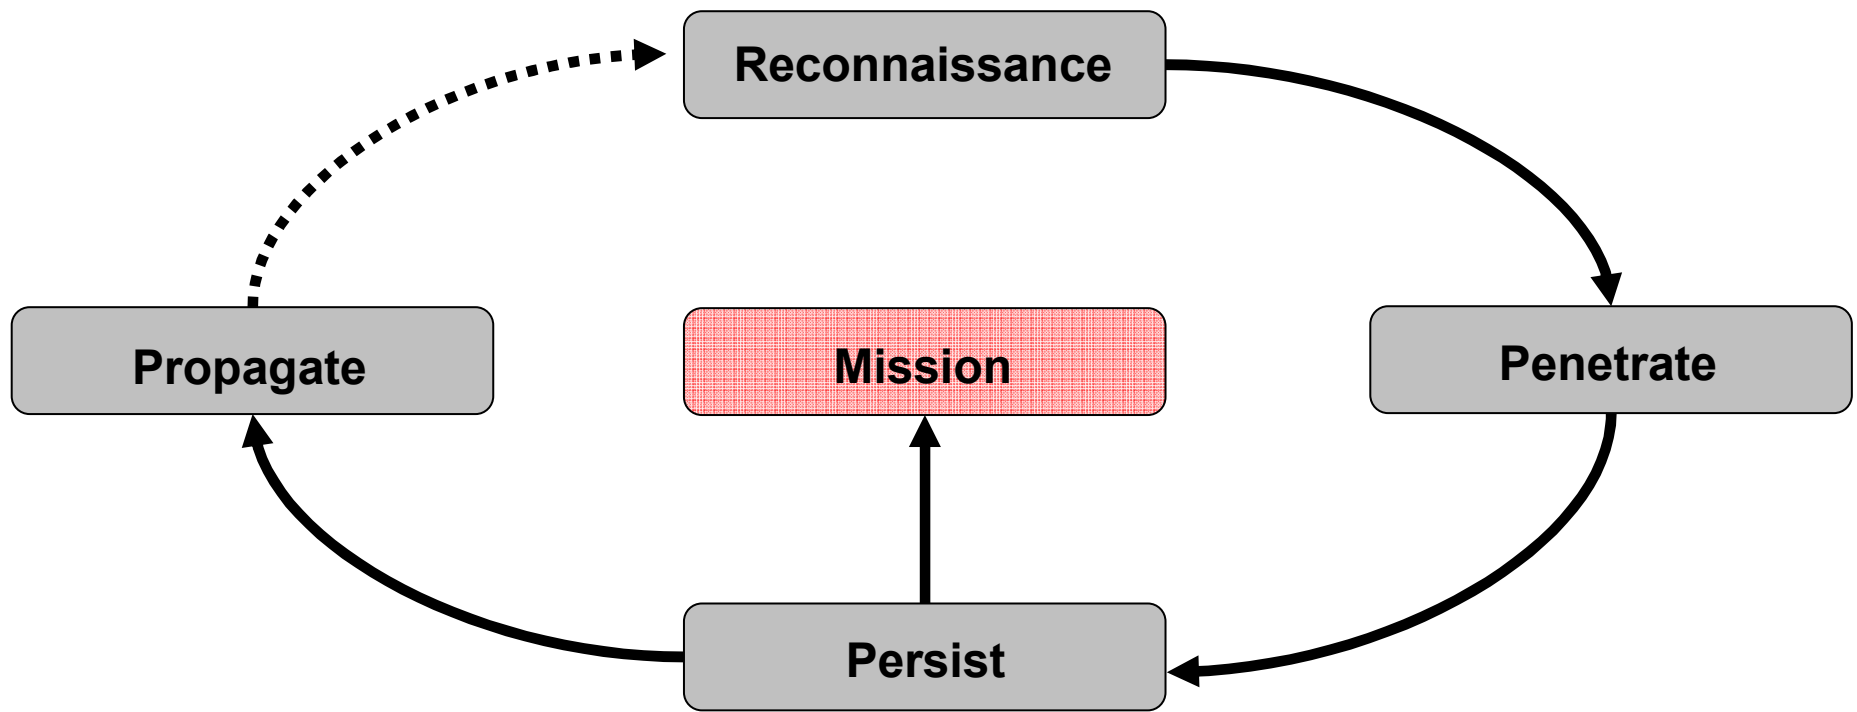 Reconnaissance
Propagate
Mission
Penetrate
Persist